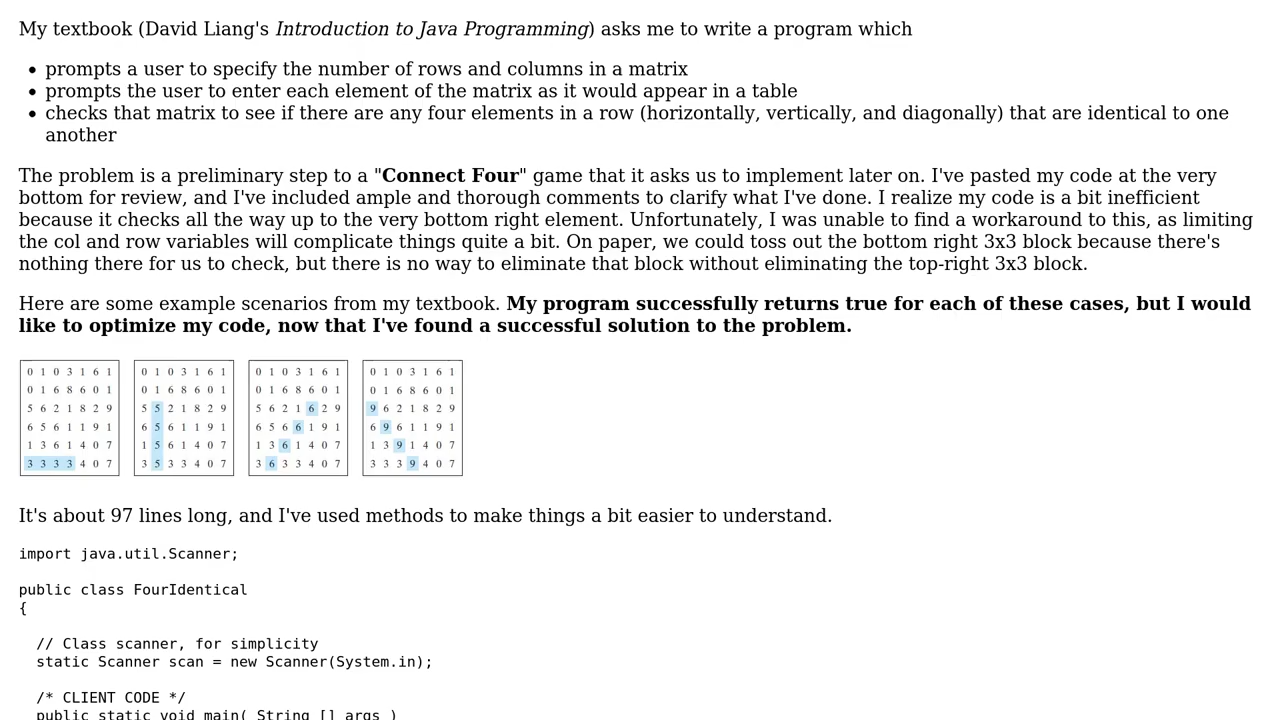 My textbook (David Liang's Introduction to Java Programming) asks me to write a program which
• prompts a user to specify the number of rows and columns in a matrix
• prompts the user to enter each element of the matrix as it would appear in a table
• checks that matrix to see if there are any four elements in a row (horizontally, vertically, and diagonally) that are identical to one
another
The problem is a preliminary step to a "Connect Four" game that it asks us to implement later on. I've pasted my code at the very
bottom for review, and I've included ample and thorough comments to clarify what I've done. I realize my code is a bit inefficient
because it checks all the way up to the very bottom right element. Unfortunately, I was unable to find a workaround to this, as limiting
the col and row variables will complicate things quite a bit. On paper, we could toss out the bottom right 3x3 block because there's
nothing there for us to check, but there is no way to eliminate that block without eliminating the top-right 3x3 block.
Here are some example scenarios from my textbook. My program successfully returns true for each of these cases, but I would
like to optimize my code, now that I've found a successful solution to the problem.
0 1 0 3 1 6 1
0 1 6 8 6 0 1
5 6 2 1 8 2 9
6 5 6 1 1 9 1
1 3 6 1 4 0 7
3 3 3 3 4 0 7
0 1 0 3 1 6 1
0 1 6 8 6 0 1
5 5 2 1 8 2 9
6 5 6 1 1 9 1
1 5 6 1 4 0 7
3 5 3 3 4 0 7
0 1 0 3 1 6 1
0 1 6 8 6 0 1
5 6 2 1 6 2 9
6 5 6 6 1 9 1
1 3 6 1 4 0 7
3 6 3 3 4 0 7
0 1 0 3 1 6 1
0 1 6 8 6 0 1
9 6 2 1 8 2 9
6 9 6 1 1 9 1
1 3 9 1 4 0 7
3 3 3 9 4 0 7
It's about 97 lines long, and I've used methods to make things a bit easier to understand.
import java.util.Scanner;
public class FourIdentical
{
// Class scanner, for simplicity
static Scanner scan = new Scanner(System.in);
/* CLIENT CODE */
public static void main( String [] args )